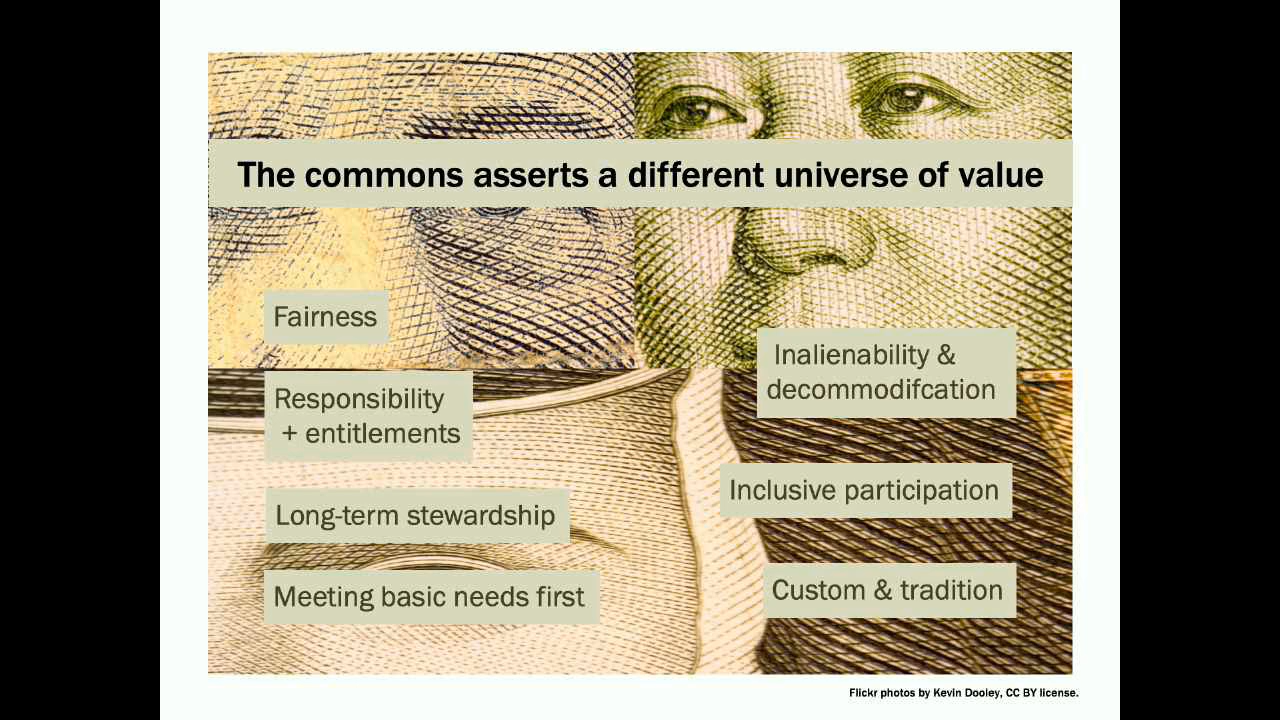 The commons asserts a different universe of value
Fairness
Responsibility
+ entitlements
Long-term stewardship
Meeting basic needs first
Inalienability &
decommodifcation
Inclusive participation
Custom & tradition
Flickr photos by Kevin Dooley, CC BY license.